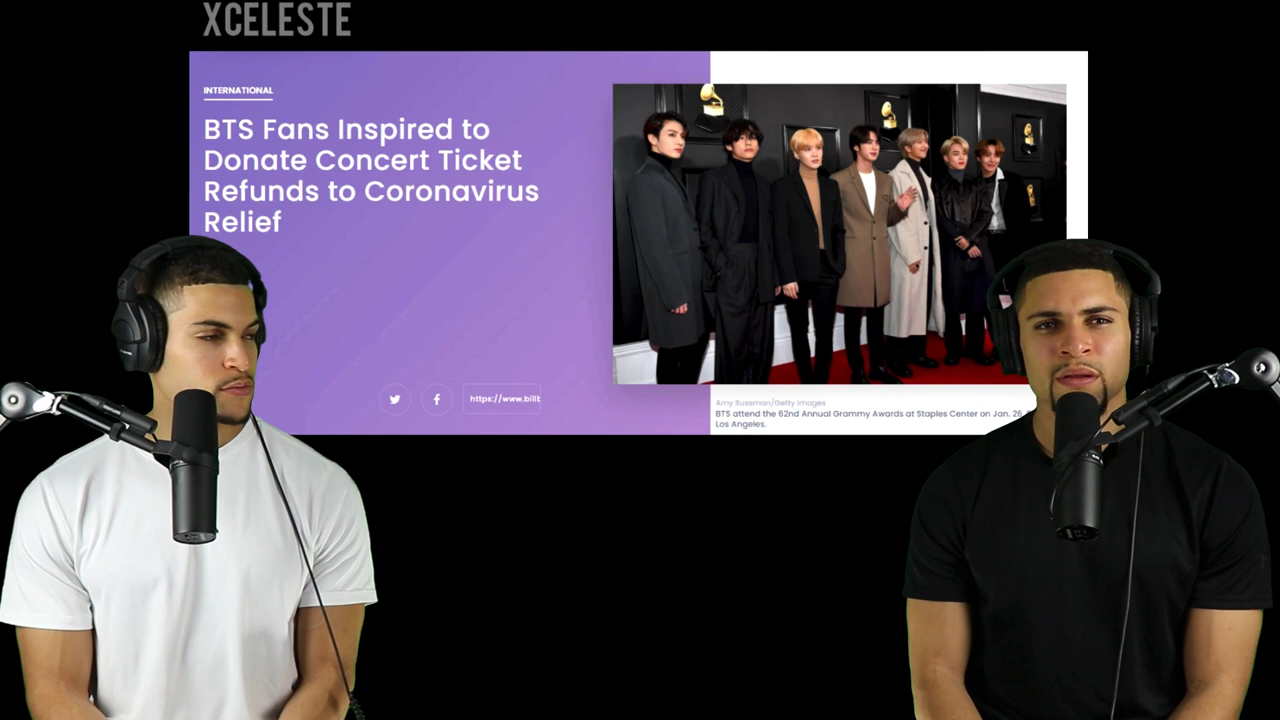 XCELESTE
INTERNATIONAL
BTS Fans Inspired to
Donate Concert Ticket
Refunds to Coronavirus
Relief
https://www.bill
Amy Sussman/Getty Images
BTS attend the 62nd Annual Grammy Awards at Staples Center on Jan. 26,
Los Angeles.